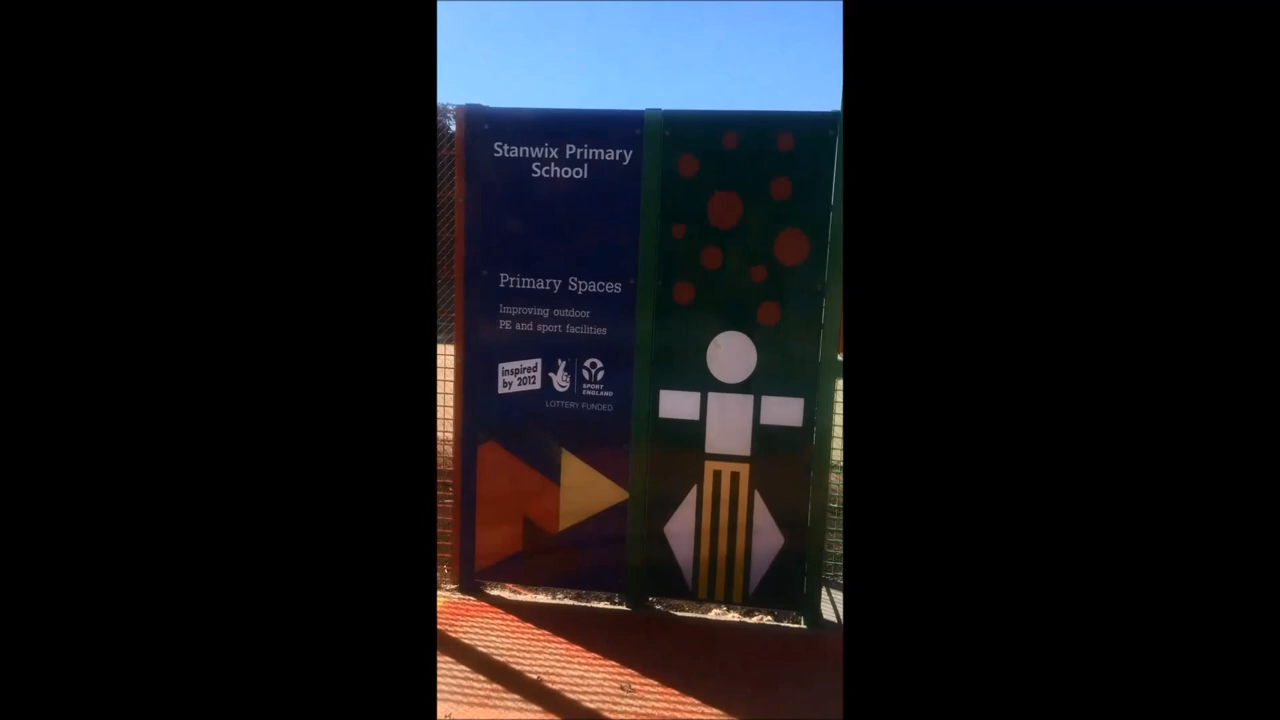 Stanwix Primary
School
Primary Spaces
Improving outdoor
PE and sport facilities
inspired
by 2012
SPORT
ENGLAND
LOTTERY FUNDED